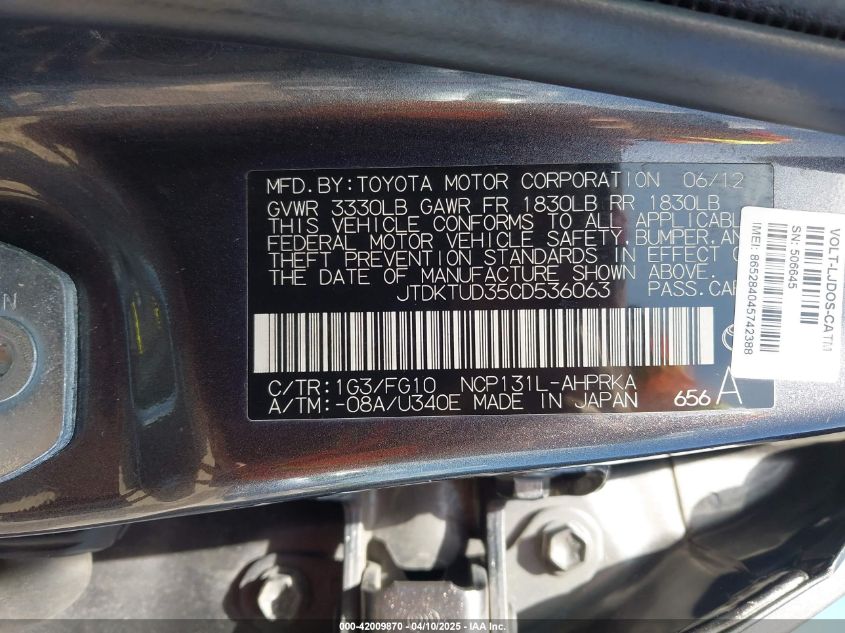 MFD.BY:TOYOTA MOTOR CORPORATION 06/12
GVWR 3330LB GAWR FR 1830LB RR 1830LB
THIS VEHICLE CONFORMS TO ALL APPLICABLE
FEDERAL MOTOR VEHICLE SAFETY,BUMPER,AN
THEFT PREVENTION STANDARDS IN EFFECT O
THE DATE OF MANUFACTURE SHOWN ABOVE.
JTDKTUD35CD536063 PASS.CAR
C/TR:1G3/FG10 NCP131L-AHPRKA
A/TM:-08A/U340E MADE IN JAPAN 656 A
VOLT-LJDOS-CATM
SN: 506645
IMEI: 865284045742388
N
000-42009870 - 04/10/2025 - IAA Inc.